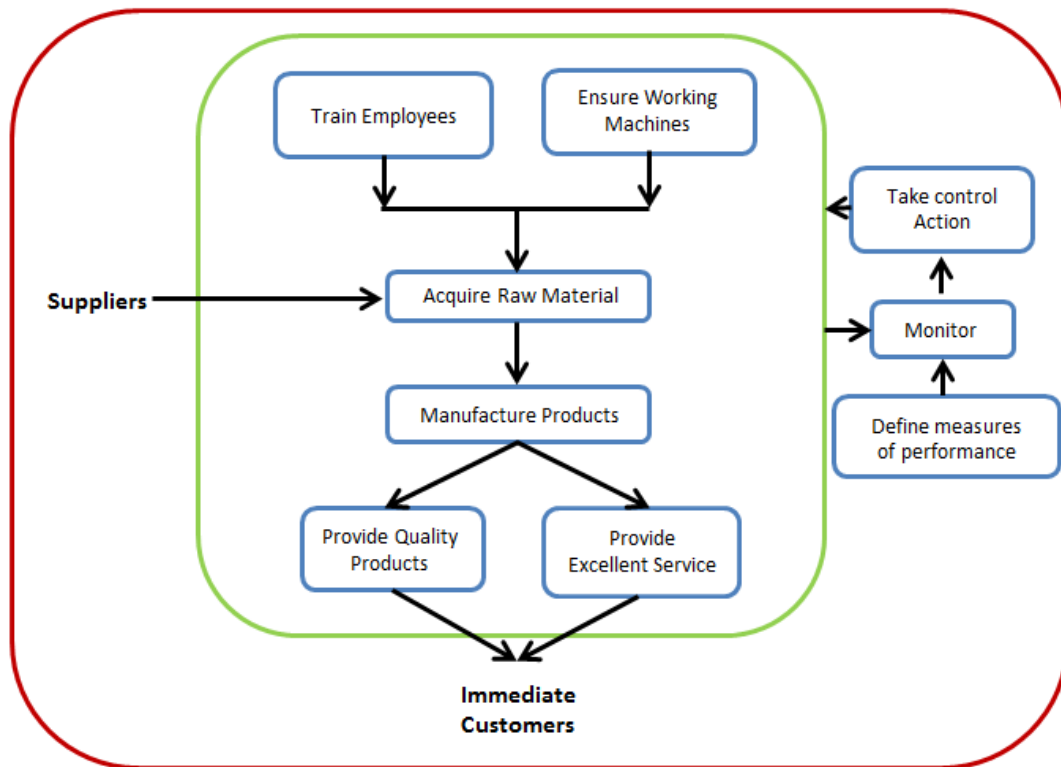 Train Employees
Ensure Working
Machines
Take control
Action
Suppliers
Acquire Raw Material
Monitor
Manufacture Products
Define measures
of performance
Provide Quality
Products
Provide
Excellent Service
Immediate
Customers